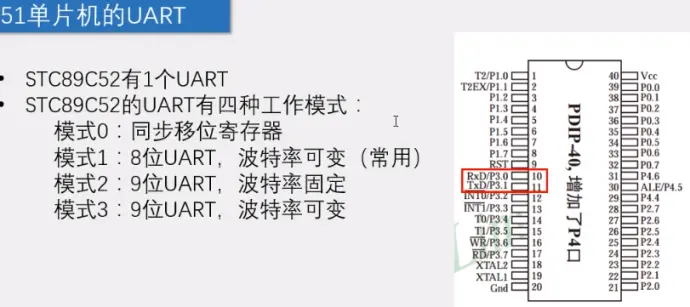 51单片机的UART
• STC89C52有1个UART
• STC89C52的UART有四种工作模式：
模式0：同步移位寄存器
模式1：8位UART，波特率可变（常用）
模式2：9位UART，波特率固定
模式3：9位UART，波特率可变
T2/P1.0 1
T2EX/P1.1 2
P1.2 3
P1.3 4
P1.4 5
P1.5 6
P1.6 7
P1.7 8
RST 9
RxD/P3.0 10
TxD/P3.1 11
INT0/P3.2 12
INT1/P3.3 13
T0/P3.4 14
T1/P3.5 15
WR/P3.6 16
RD/P3.7 17
XTAL2 18
XTAL1 19
Gnd 20
PDIP-40, 增加了P4口
40 Vcc
39 P0.0
38 P0.1
37 P0.2
36 P0.3
35 P0.4
34 P0.5
33 P0.6
32 P0.7
31 P4.6
30 ALE/P4.5
29 P4.4
28 P2.7
27 P2.6
26 P2.5
25 P2.4
24 P2.3
23 P2.2
22 P2.1
21 P2.0